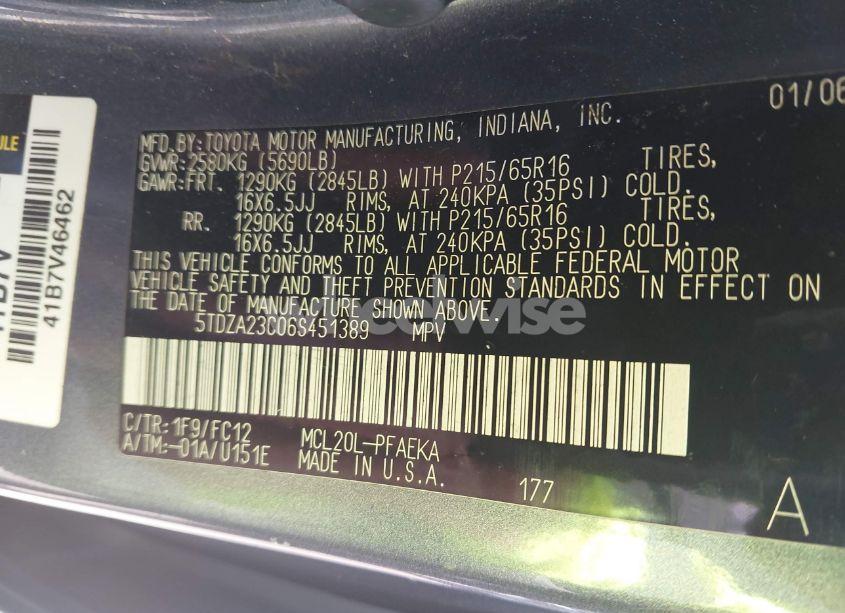 01/06
MFD.BY:TOYOTA MOTOR MANUFACTURING, INDIANA, INC.
GVWR:2580KG (5690LB)
GAWR:FRT. 1290KG (2845LB) WITH P215/65R16 TIRES,
16X6.5JJ RIMS, AT 240KPA (35PSI) COLD.
RR. 1290KG (2845LB) WITH P215/65R16 TIRES,
16X6.5JJ RIMS, AT 240KPA (35PSI) COLD.
THIS VEHICLE CONFORMS TO ALL APPLICABLE FEDERAL MOTOR
VEHICLE SAFETY AND THEFT PREVENTION STANDARDS IN EFFECT ON
THE DATE OF MANUFACTURE SHOWN ABOVE.
5TDZA23C06S451389 MPV
C/TR:1F9/FC12 MCL20L-PFAEKA
A/TM:-01A/U151E MADE IN U.S.A.
177
A
41B7V46462